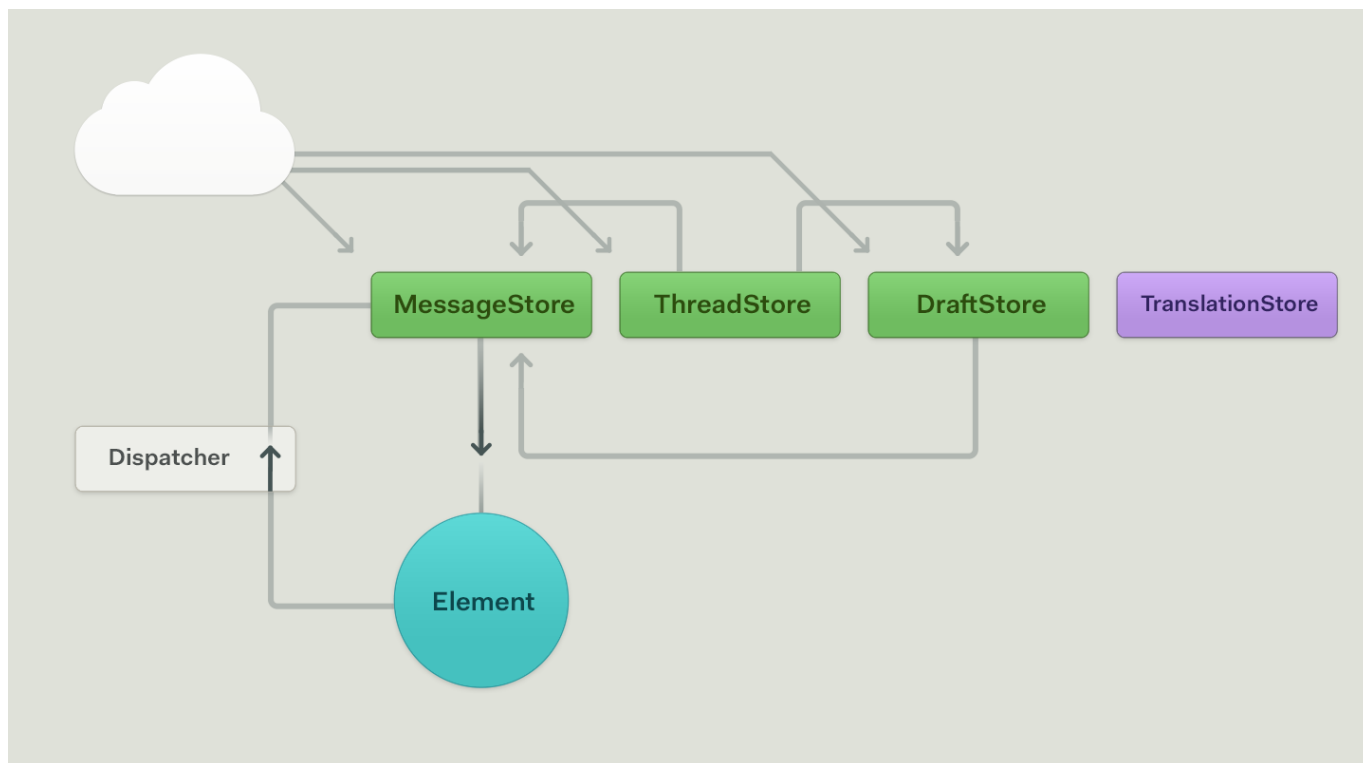 MessageStore
ThreadStore
DraftStore
TranslationStore
Dispatcher
Element